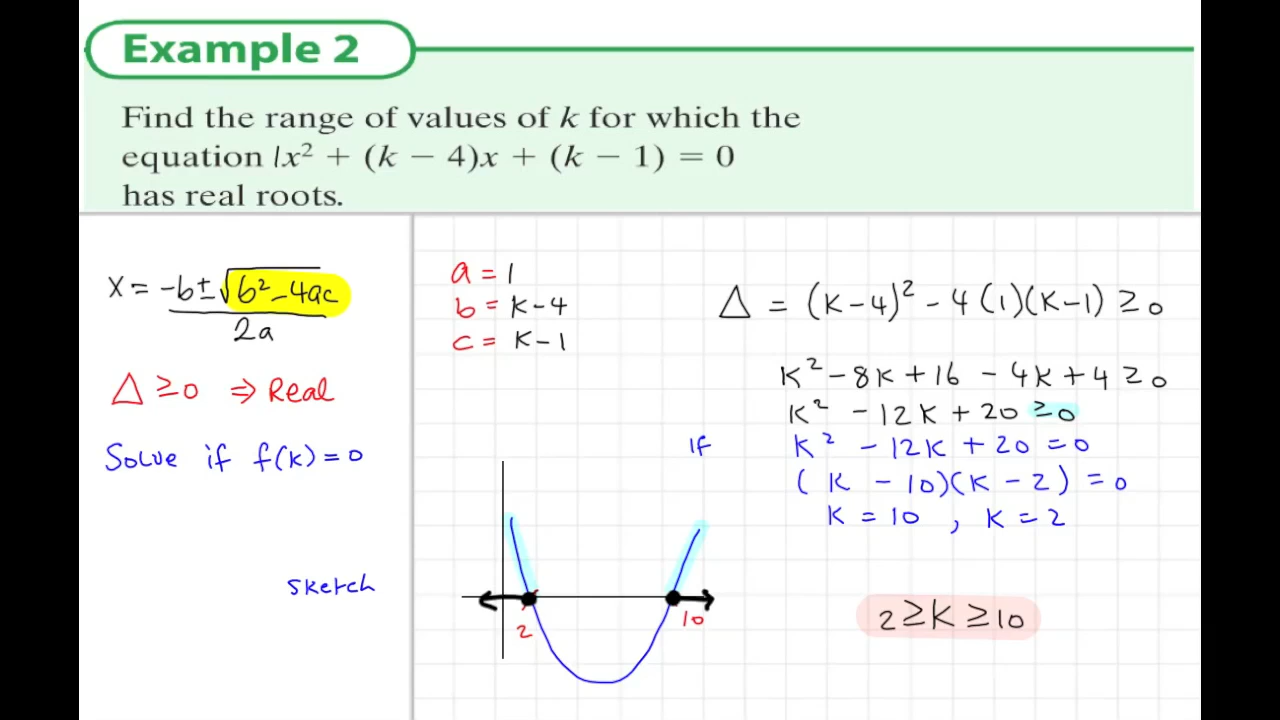 Example 2
Find the range of values of k for which the
equation 1x² + (k − 4)x + (k − 1) = 0
has real roots.
x = -b ± √b² - 4ac
2a
△ ≥ 0 ⇒ Real
Solve if f(k) = 0
sketch
a = 1
b = k - 4
c = k - 1
△ = (k - 4)² - 4(1)(k - 1) ≥ 0
k² - 8k + 16 - 4k + 4 ≥ 0
k² - 12k + 20 ≥ 0
If k² - 12k + 20 = 0
(k - 10)(k - 2) = 0
k = 10 , k = 2
2
10
2 ≥ k ≥ 10